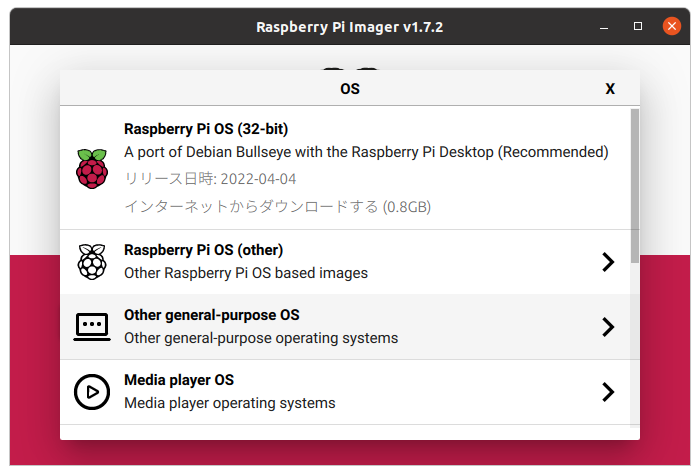 Raspberry Pi Imager v1.7.2
OS
X
Raspberry Pi OS (32-bit)
A port of Debian Bullseye with the Raspberry Pi Desktop (Recommended)
リリース日時: 2022-04-04
インターネットからダウンロードする (0.8GB)
Raspberry Pi OS (other)
Other Raspberry Pi OS based images
Other general-purpose OS
Other general-purpose operating systems
Media player OS
Media player operating systems